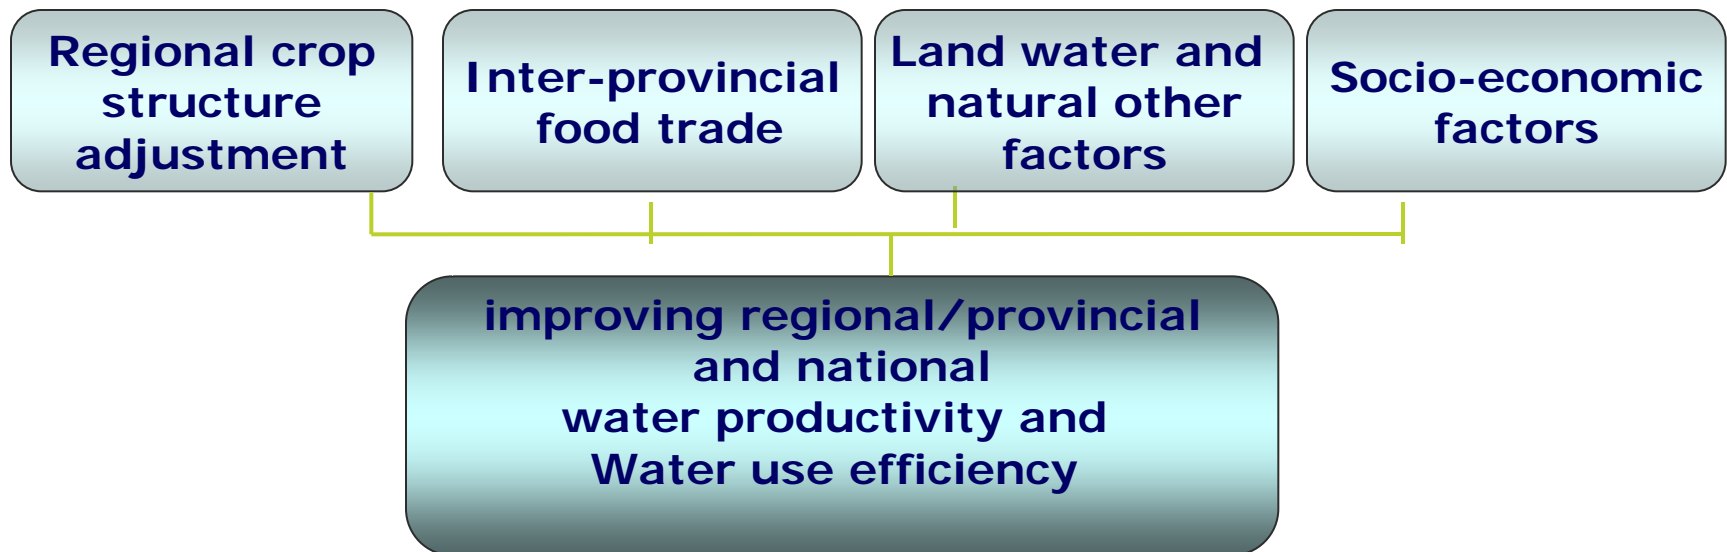 Regional crop
structure
adjustment
Inter-provincial
food trade
Land water and
natural other
factors
Socio-economic
factors
improving regional/provincial
and national
water productivity and
Water use efficiency